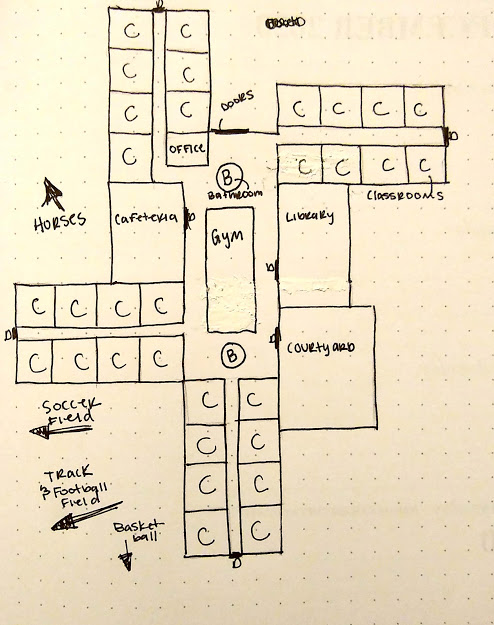 D
C C
C C
DOORS
C C
C C C C
D
C OFFICE
C C C C
B
Bathroom
CLASSROOMS
HORSES
CAFETERIA
D
Library
Gym
D
C C C C
D
D
C C C C
B
COURTYARD
C C
SOCCER
Field
C C
TRACK
& Football
Field
C C
Basket
ball
C C
D